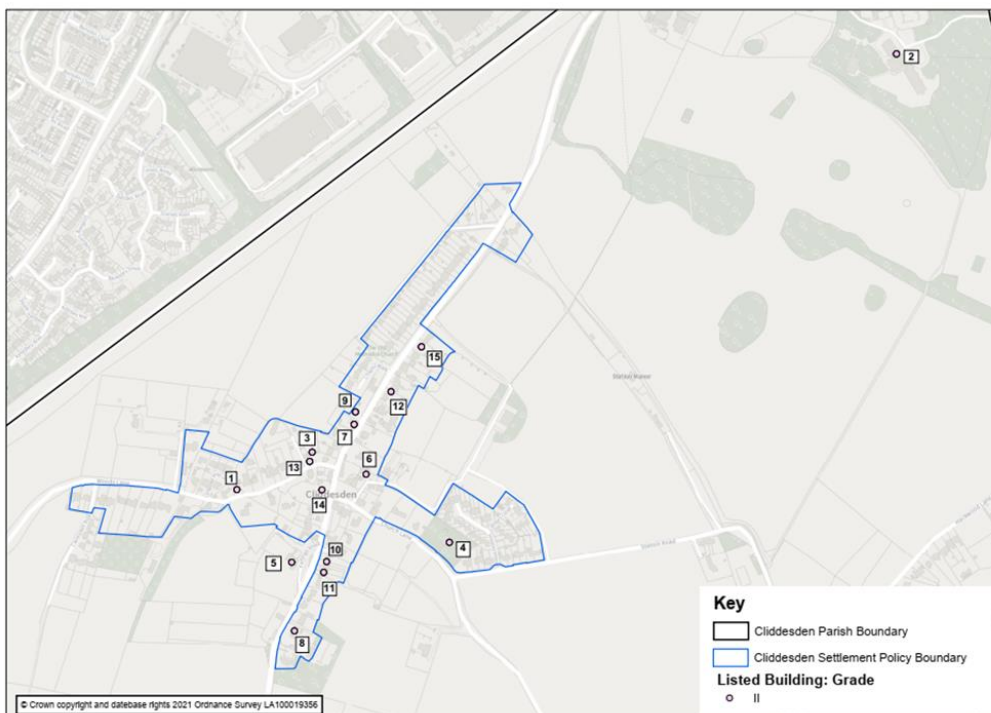 2
15
9
12
7
3
13
6
1
Cliddesden
14
4
5
10
11
8
Key
Cliddesden Parish Boundary
Cliddesden Settlement Policy Boundary
Listed Building: Grade
II
© Crown copyright and datebase rights 2021 Ordnance Survey LA100019356